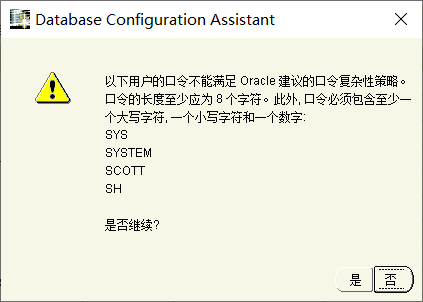 Database Configuration Assistant
以下用户的口令不能满足 Oracle 建议的口令复杂性策略。
口令的长度至少应为 8 个字符。此外, 口令必须包含至少一
个大写字符, 一个小写字符和一个数字:
SYS
SYSTEM
SCOTT
SH
是否继续?
是 否